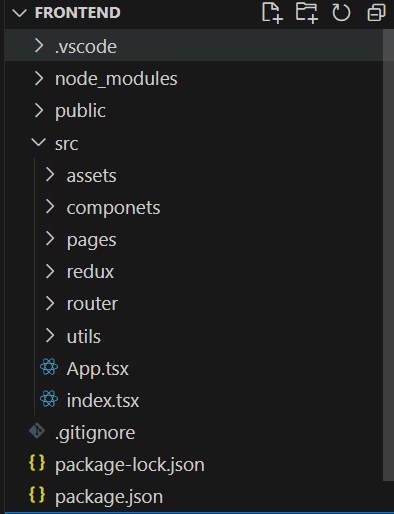 FRONTEND
.vscode
node_modules
public
src
assets
componets
pages
redux
router
utils
App.tsx
index.tsx
.gitignore
{} package-lock.json
{} package.json